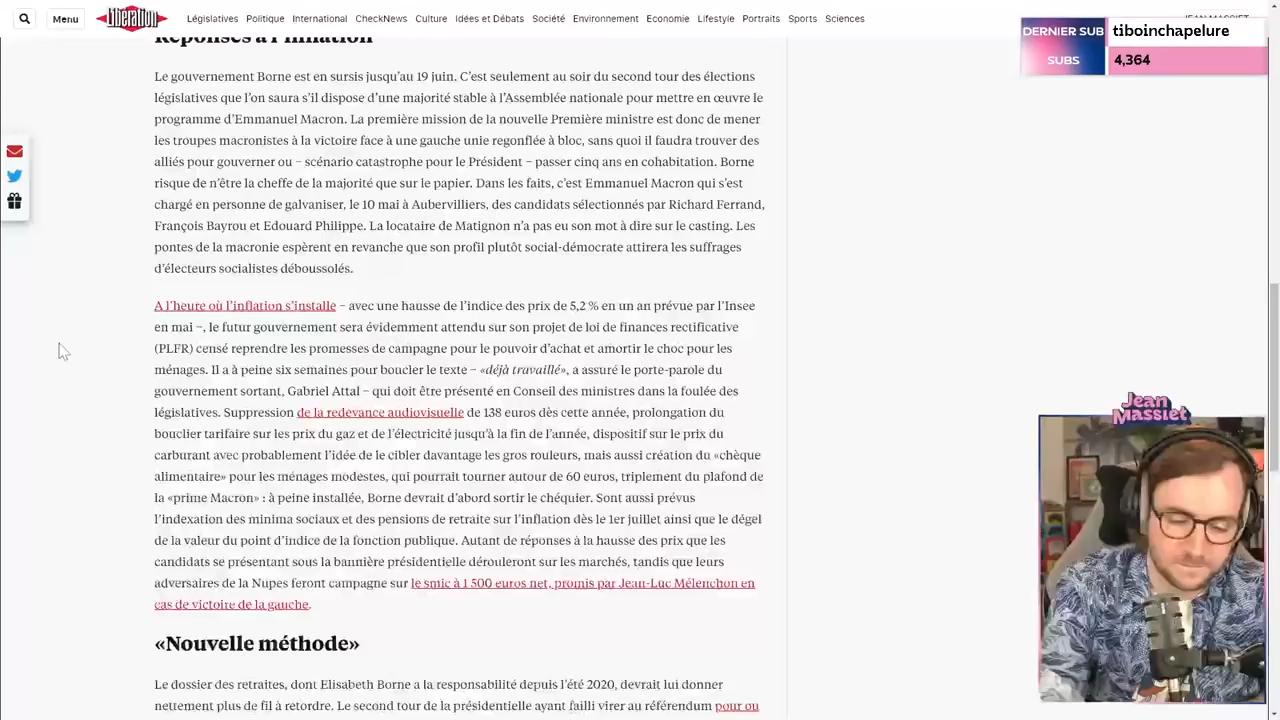 Menu
Libération
Législatives Politique International CheckNews Culture Idées et Débats Société Environnement Economie Lifestyle Portraits Sports Sciences
JEAN MASSIET
DERNIER SUB tiboinchapelure
SUBS 4,364
Réponses à l'inflation
Le gouvernement Borne est en sursis jusqu'au 19 juin. C'est seulement au soir du second tour des élections
législatives que l'on saura s'il dispose d'une majorité stable à l'Assemblée nationale pour mettre en œuvre le
programme d'Emmanuel Macron. La première mission de la nouvelle Première ministre est donc de mener
les troupes macronistes à la victoire face à une gauche unie regonflée à bloc, sans quoi il faudra trouver des
alliés pour gouverner ou – scénario catastrophe pour le Président – passer cinq ans en cohabitation. Borne
risque de n'être la cheffe de la majorité que sur le papier. Dans les faits, c'est Emmanuel Macron qui s'est
chargé en personne de galvaniser, le 10 mai à Aubervilliers, des candidats sélectionnés par Richard Ferrand,
François Bayrou et Edouard Philippe. La locataire de Matignon n'a pas eu son mot à dire sur le casting. Les
pontes de la macronie espèrent en revanche que son profil plutôt social-démocrate attirera les suffrages
d'électeurs socialistes déboussolés.
A l'heure où l'inflation s'installe – avec une hausse de l'indice des prix de 5,2 % en un an prévue par l'Insee
en mai –, le futur gouvernement sera évidemment attendu sur son projet de loi de finances rectificative
(PLFR) censé reprendre les promesses de campagne pour le pouvoir d'achat et amortir le choc pour les
ménages. Il a à peine six semaines pour boucler le texte – «déjà travaillé», a assuré le porte-parole du
gouvernement sortant, Gabriel Attal – qui doit être présenté en Conseil des ministres dans la foulée des
législatives. Suppression de la redevance audiovisuelle de 138 euros dès cette année, prolongation du
bouclier tarifaire sur les prix du gaz et de l'électricité jusqu'à la fin de l'année, dispositif sur le prix du
carburant avec probablement l'idée de le cibler davantage les gros rouleurs, mais aussi création du «chèque
alimentaire» pour les ménages modestes, qui pourrait tourner autour de 60 euros, triplement du plafond de
la «prime Macron» : à peine installée, Borne devrait d'abord sortir le chéquier. Sont aussi prévus
l'indexation des minima sociaux et des pensions de retraite sur l'inflation dès le 1er juillet ainsi que le dégel
de la valeur du point d'indice de la fonction publique. Autant de réponses à la hausse des prix que les
candidats se présentant sous la bannière présidentielle dérouleront sur les marchés, tandis que leurs
adversaires de la Nupes feront campagne sur le smic à 1 500 euros net, promis par Jean-Luc Mélenchon en
cas de victoire de la gauche.
«Nouvelle méthode»
Le dossier des retraites, dont Elisabeth Borne a la responsabilité depuis l'été 2020, devrait lui donner
nettement plus de fil à retordre. Le second tour de la présidentielle ayant failli virer au référendum pour ou
Jean
Massiet